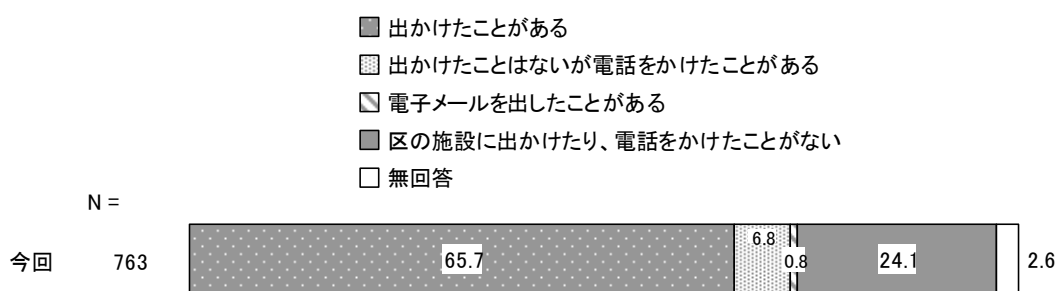 出かけたことがある
出かけたことはないが電話をかけたことがある
電子メールを出したことがある
区の施設に出かけたり、電話をかけたことがない
無回答
N =
今回 763 65.7 6.8 0.8 24.1 2.6